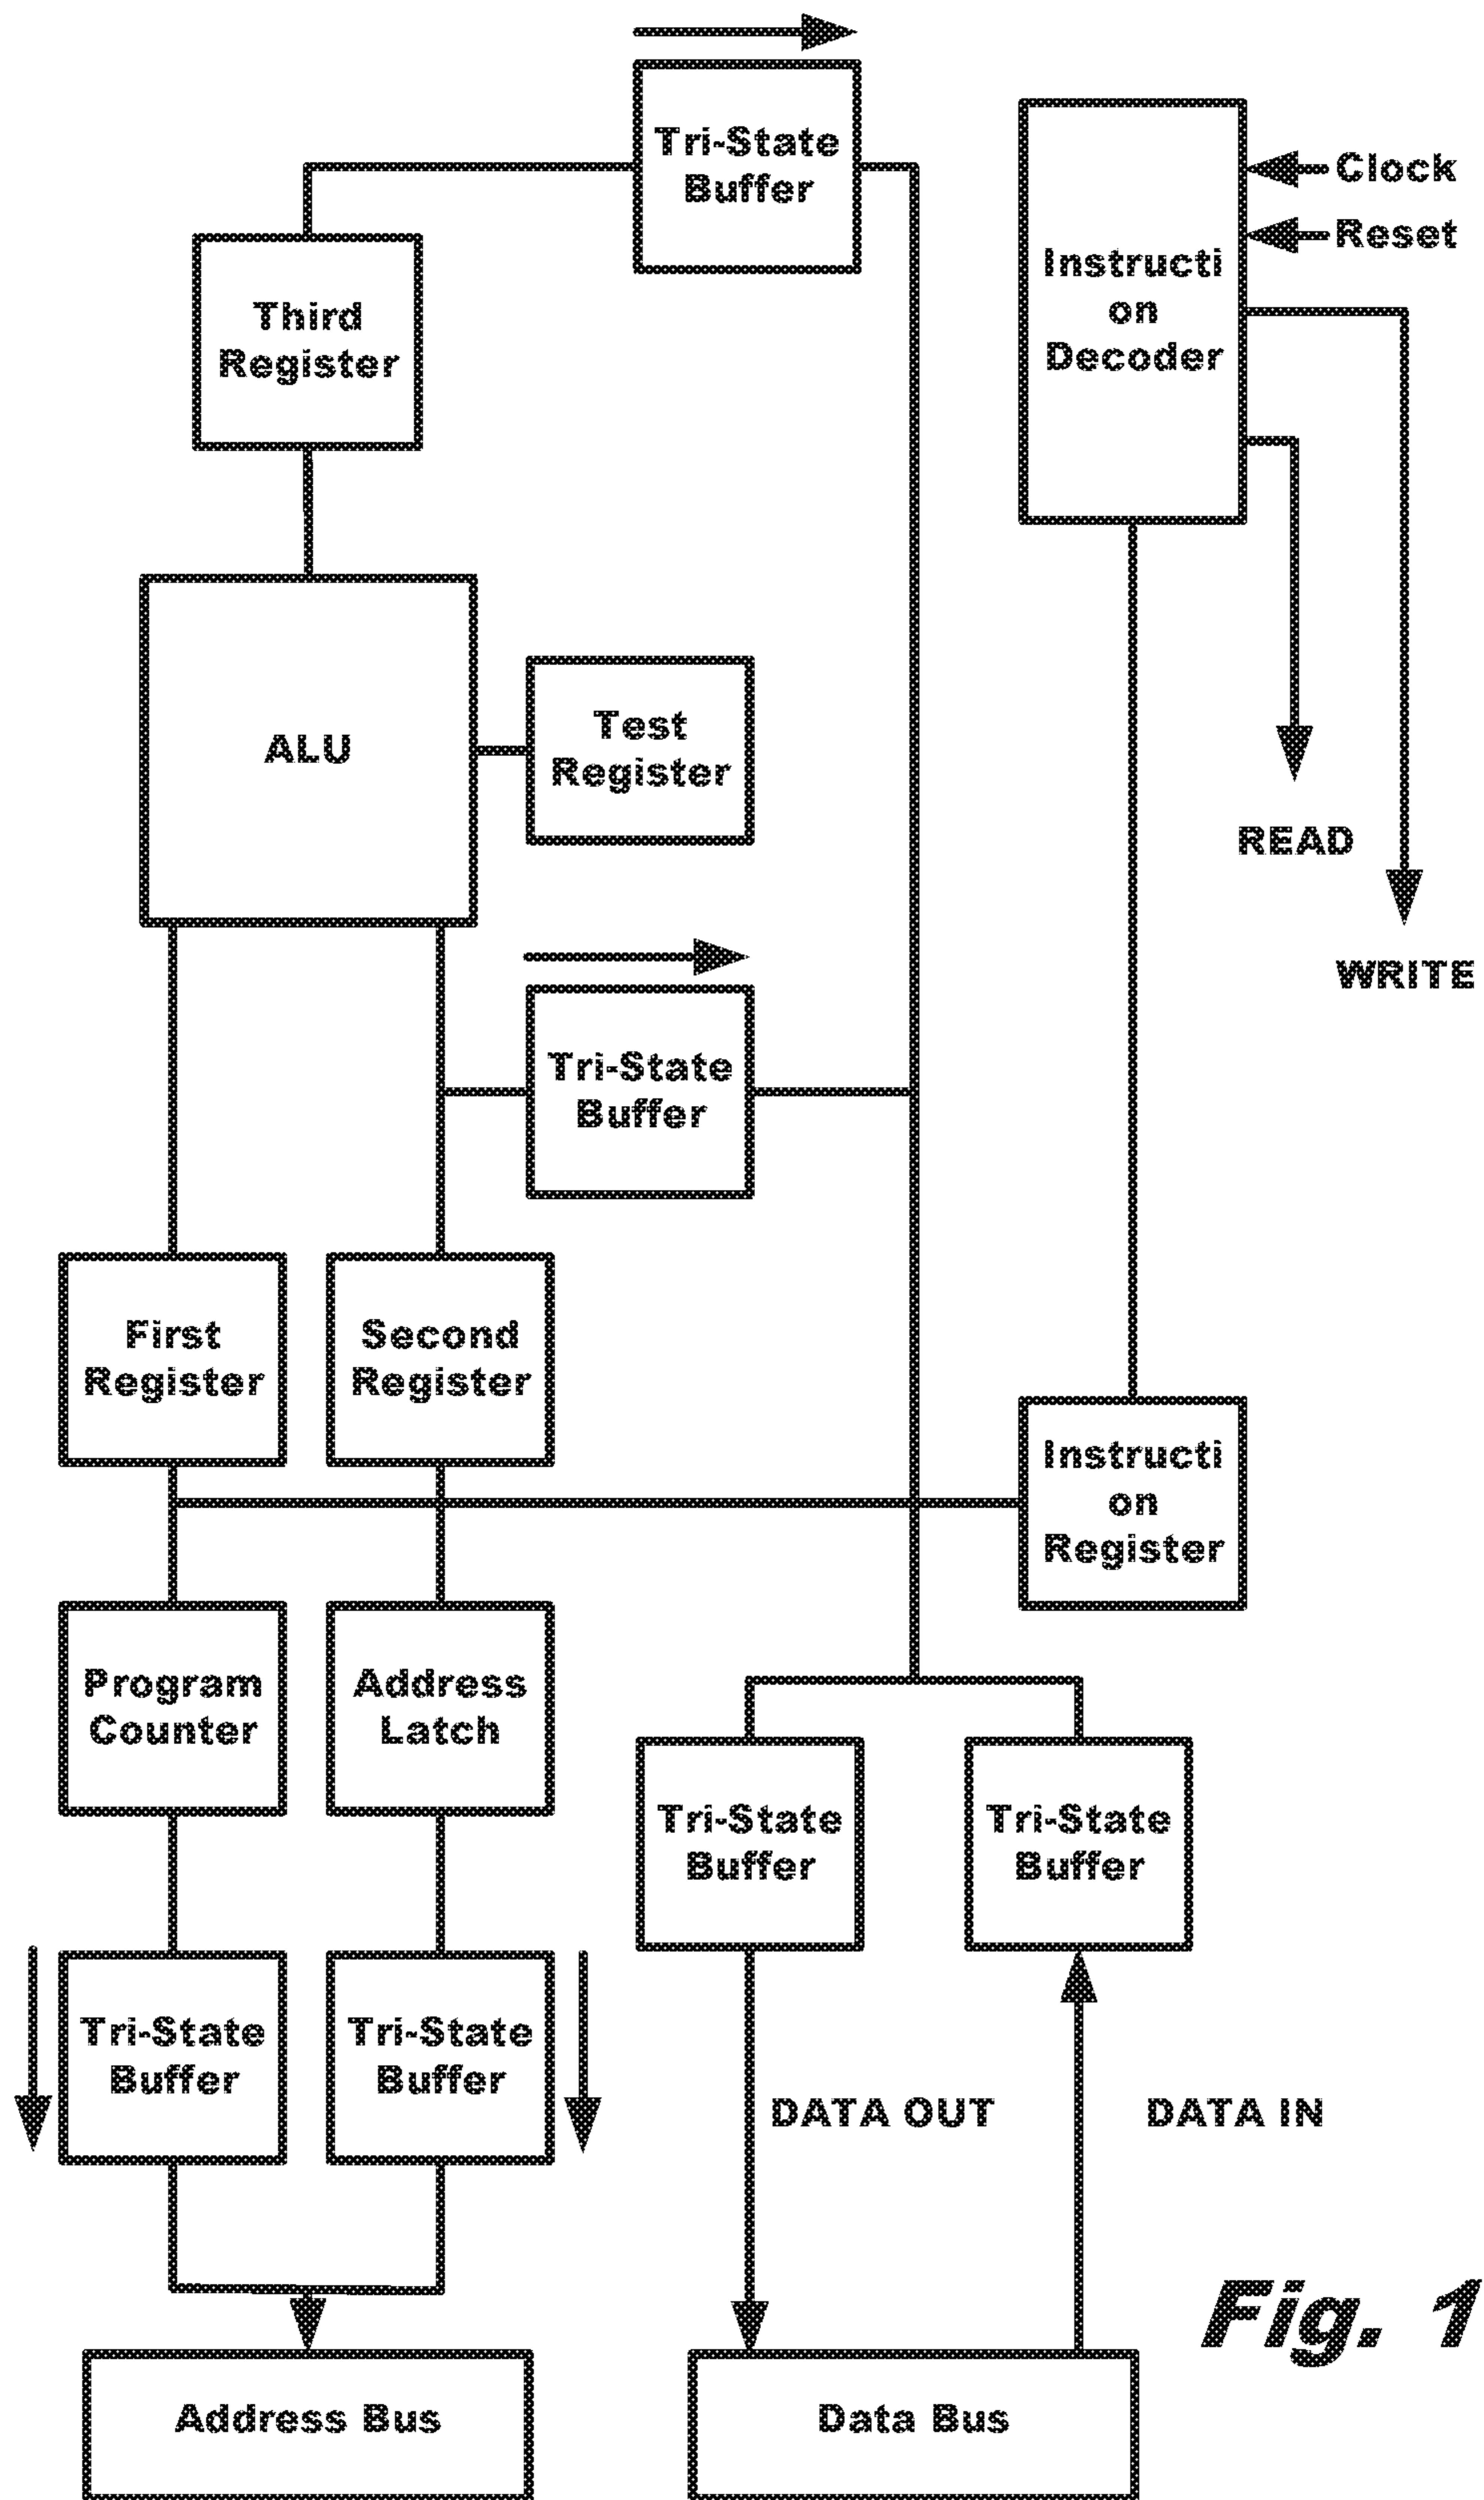 Tri-State
Buffer
Clock
Reset
Instructi
on
Decoder
Third
Register
ALU
Test
Register
READ
WRITE
Tri-State
Buffer
First
Register
Second
Register
Instructi
on
Register
Program
Counter
Address
Latch
Tri-State
Buffer
Tri-State
Buffer
Tri-State
Buffer
Tri-State
Buffer
DATA OUT
DATA IN
Fig. 1
Address Bus
Data Bus